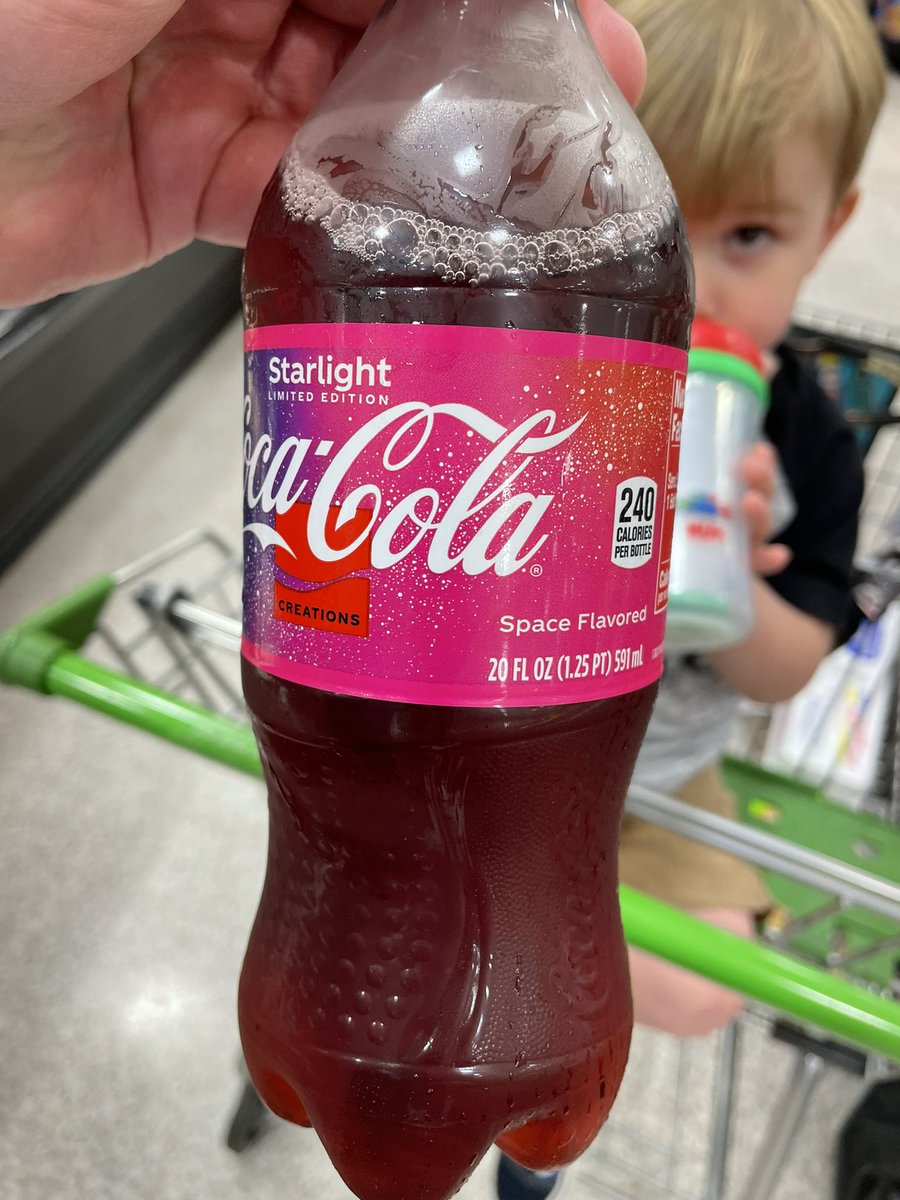 Starlight
LIMITED EDITION
Coca-Cola®
CREATIONS
240
CALORIES
PER BOTTLE
Space Flavored
20 FL OZ (1.25 PT) 591 mL